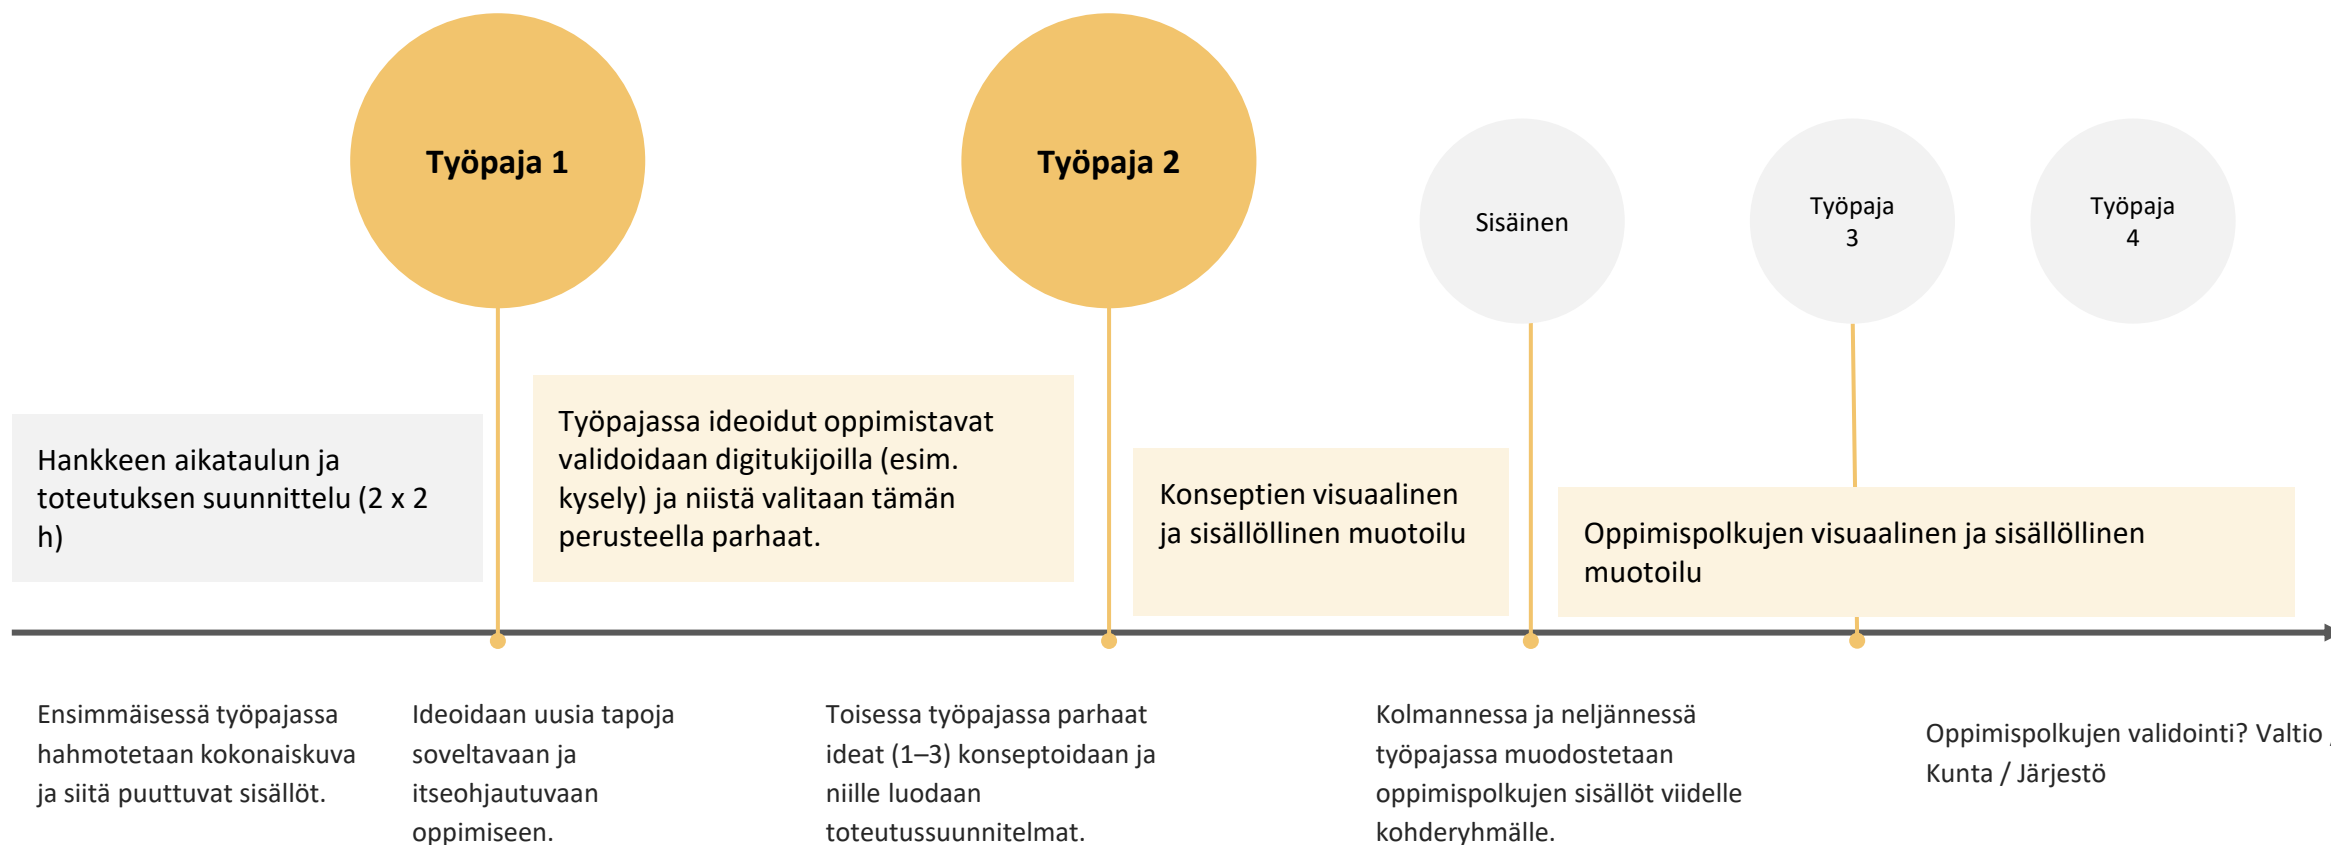 Työpaja 1
Työpaja 2
Sisäinen
Työpaja
3
Työpaja
4
Hankkeen aikataulun ja
toteutuksen suunnittelu (2 x 2
h)
Työpajassa ideoidut oppimistavat
validoidaan digitukijoilla (esim.
kysely) ja niistä valitaan tämän
perusteella parhaat.
Konseptien visuaalinen
ja sisällöllinen muotoilu
Oppimispolkujen visuaalinen ja sisällöllinen
muotoilu
Ensimmäisessä työpajassa
hahmotetaan kokonaiskuva
ja siitä puuttuvat sisällöt.
Ideoidaan uusia tapoja
soveltavaan ja
itseohjautuvaan
oppimiseen.
Toisessa työpajassa parhaat
ideat (1–3) konseptoidaan ja
niille luodaan
toteutussuunnitelmat.
Kolmannessa ja neljännessä
työpajassa muodostetaan
oppimispolkujen sisällöt viidelle
kohderyhmälle.
Oppimispolkujen validointi? Valtio /
Kunta / Järjestö